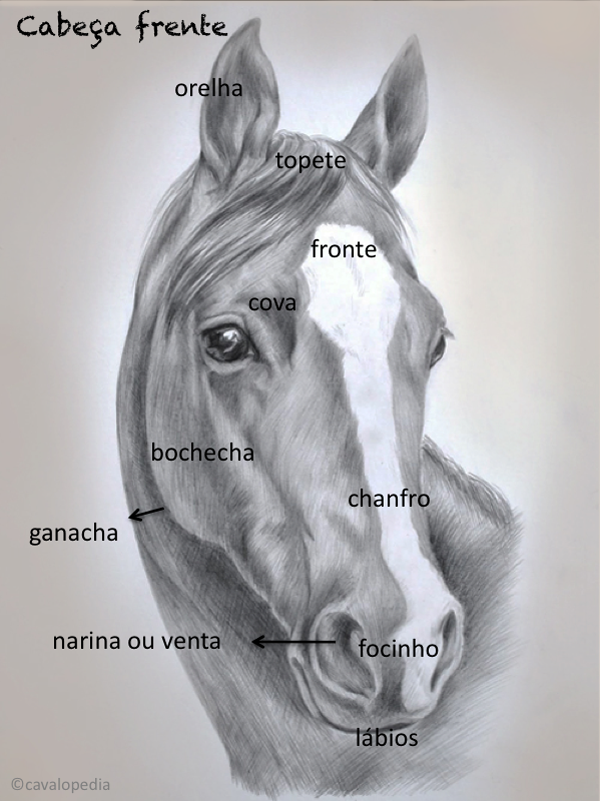 Cabeça frente
orelha
topete
fronte
cova
bochecha
chanfro
ganacha
narina ou venta
focinho
lábios
©cavalopedia